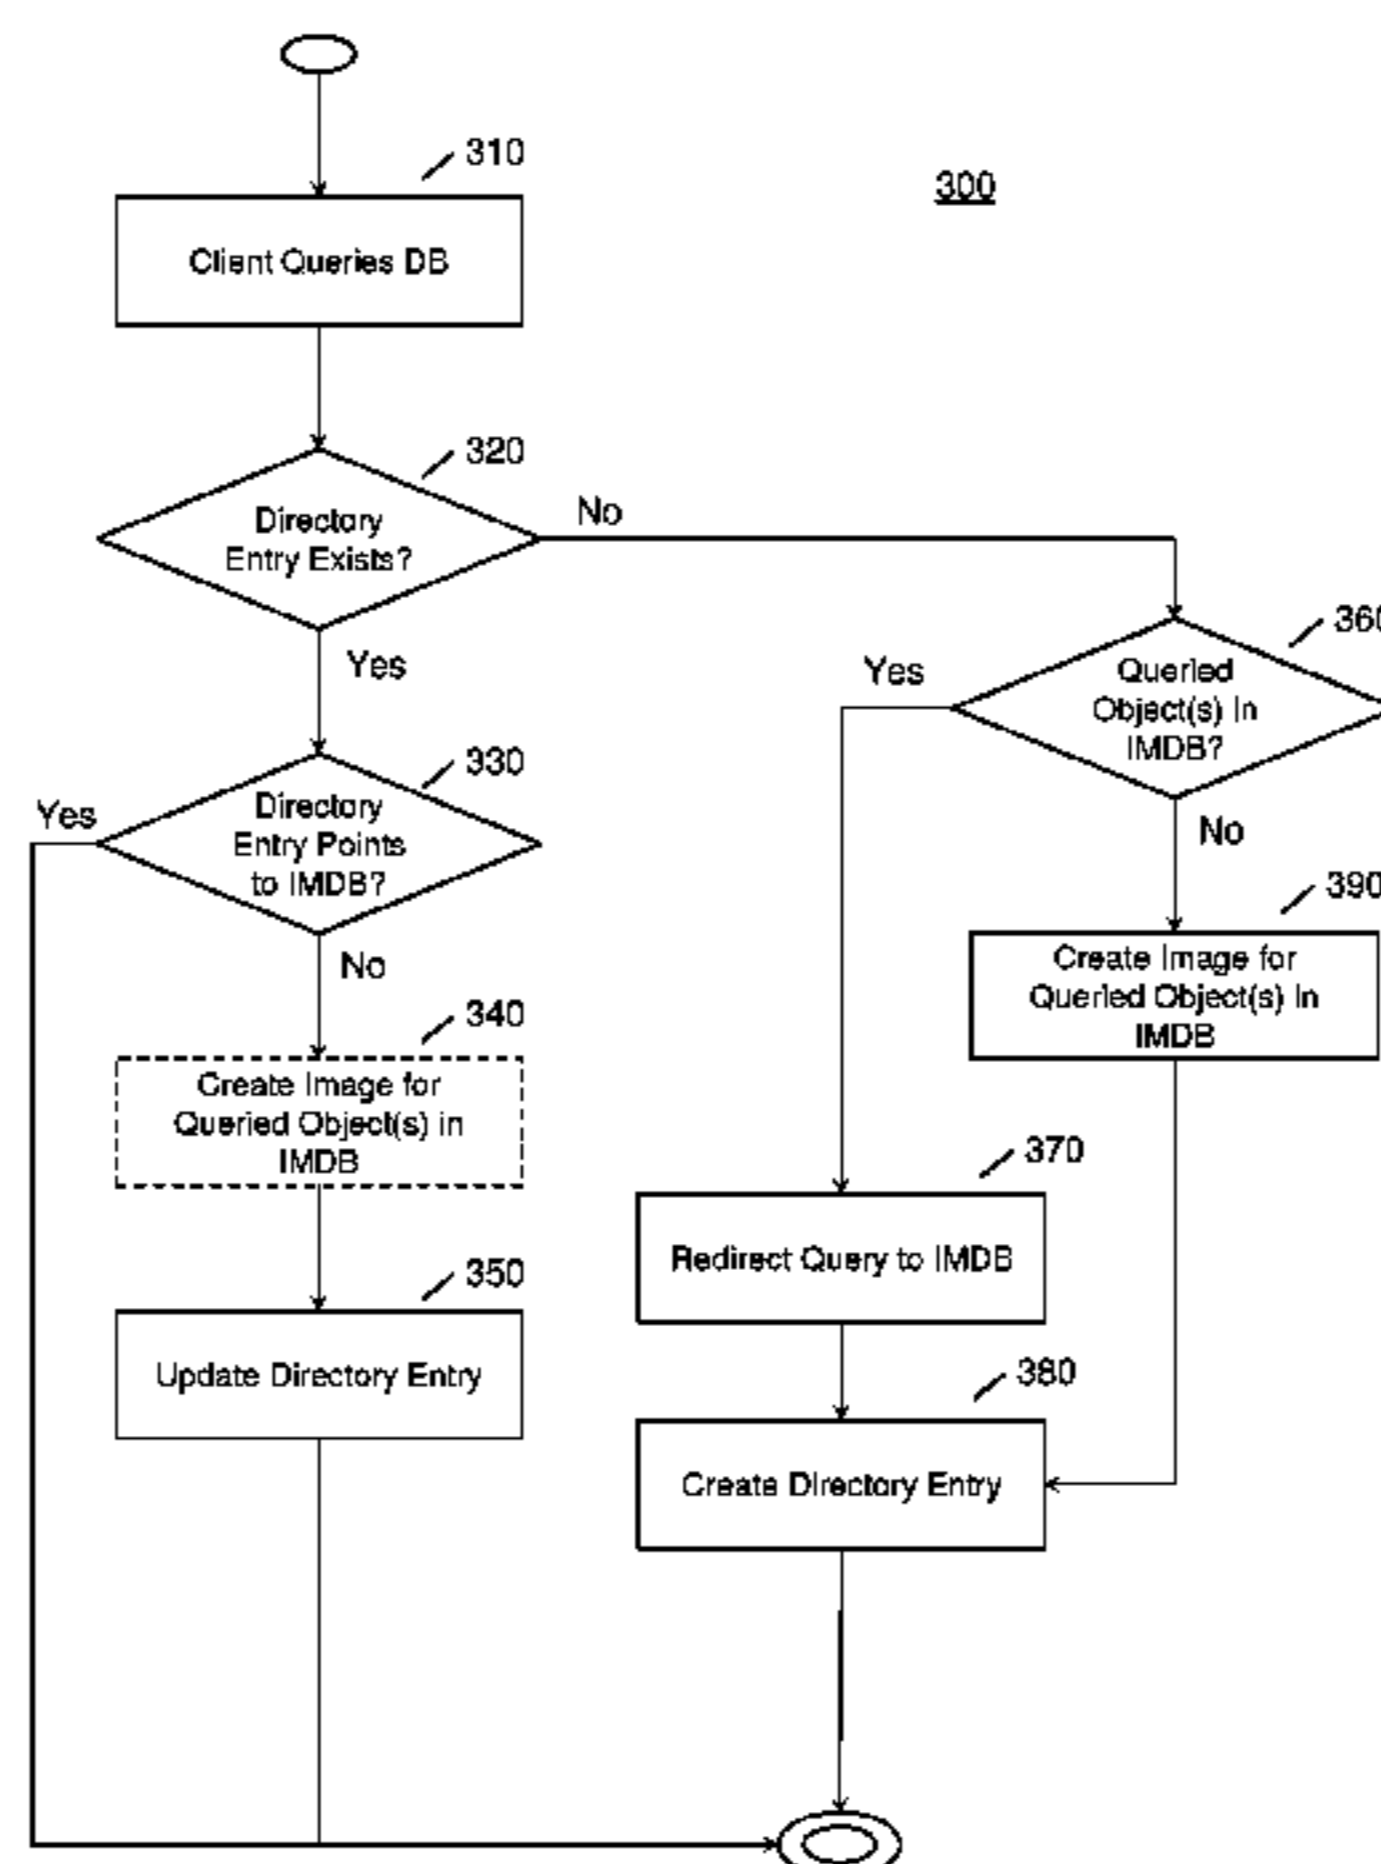 310
300
Client Queries DB
320
Directory
Entry Exists?
No
Yes
360
Queried
Object(s) In
IMDB?
Yes
No
330
Directory
Entry Points
to IMDB?
Yes
No
390
Create Image for
Queried Object(s) In
IMDB
340
Create Image for
Queried Object(s) in
IMDB
370
Redirect Query to IMDB
350
Update Directory Entry
380
Create Directory Entry